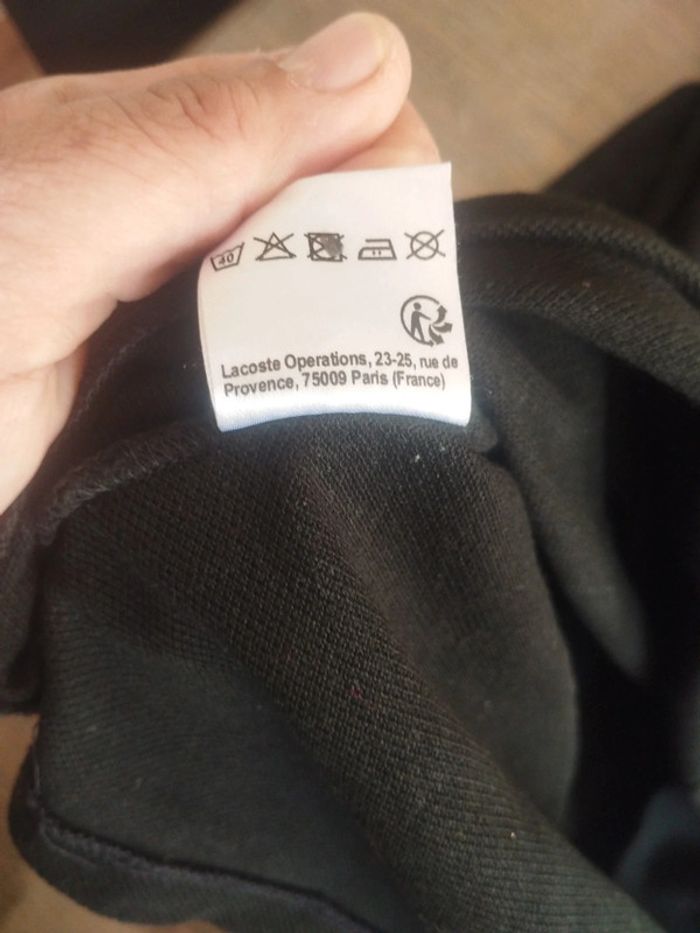 40
Lacoste Operations, 23-25, rue de
Provence, 75009 Paris (France)